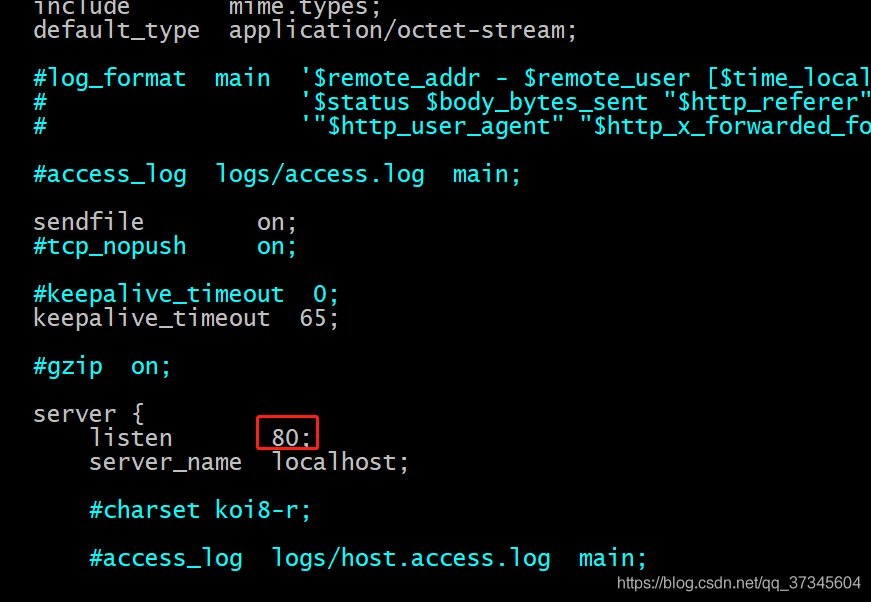 include       mime.types;
default_type  application/octet-stream;
#log_format  main  '$remote_addr - $remote_user [$time_local
#                  '$status $body_bytes_sent "$http_referer"
#                  '"$http_user_agent" "$http_x_forwarded_fo
#access_log  logs/access.log  main;
sendfile        on;
#tcp_nopush     on;
#keepalive_timeout  0;
keepalive_timeout  65;
#gzip  on;
server {
listen       80;
server_name  localhost;
#charset koi8-r;
#access_log  logs/host.access.log  main;
https://blog.csdn.net/qq_37345604